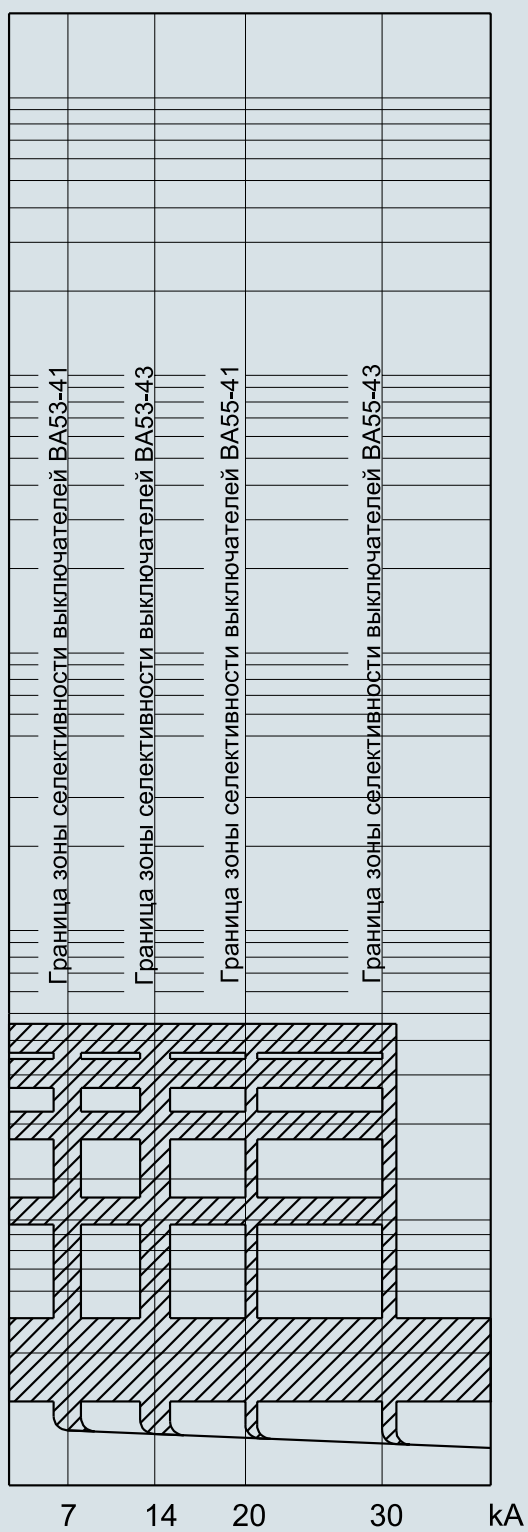 Граница зоны селективности выключателей ВА53-41
Граница зоны селективности выключателей ВА53-43
Граница зоны селективности выключателей ВА55-41
Граница зоны селективности выключателей ВА55-43
7 14 20 30 kA